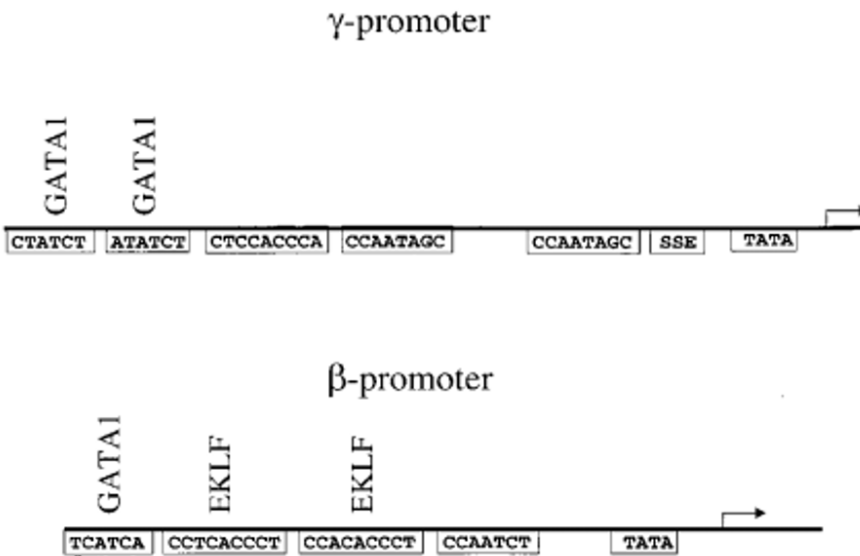 γ-promoter
GATA1 GATA1
CTATCT ATATCT CTCCACCCA CCAATAGC CCAATAGC SSE TATA
β-promoter
GATA1 EKLF EKLF
TCATCA CCTCACCCT CCACACCCT CCAATCT TATA